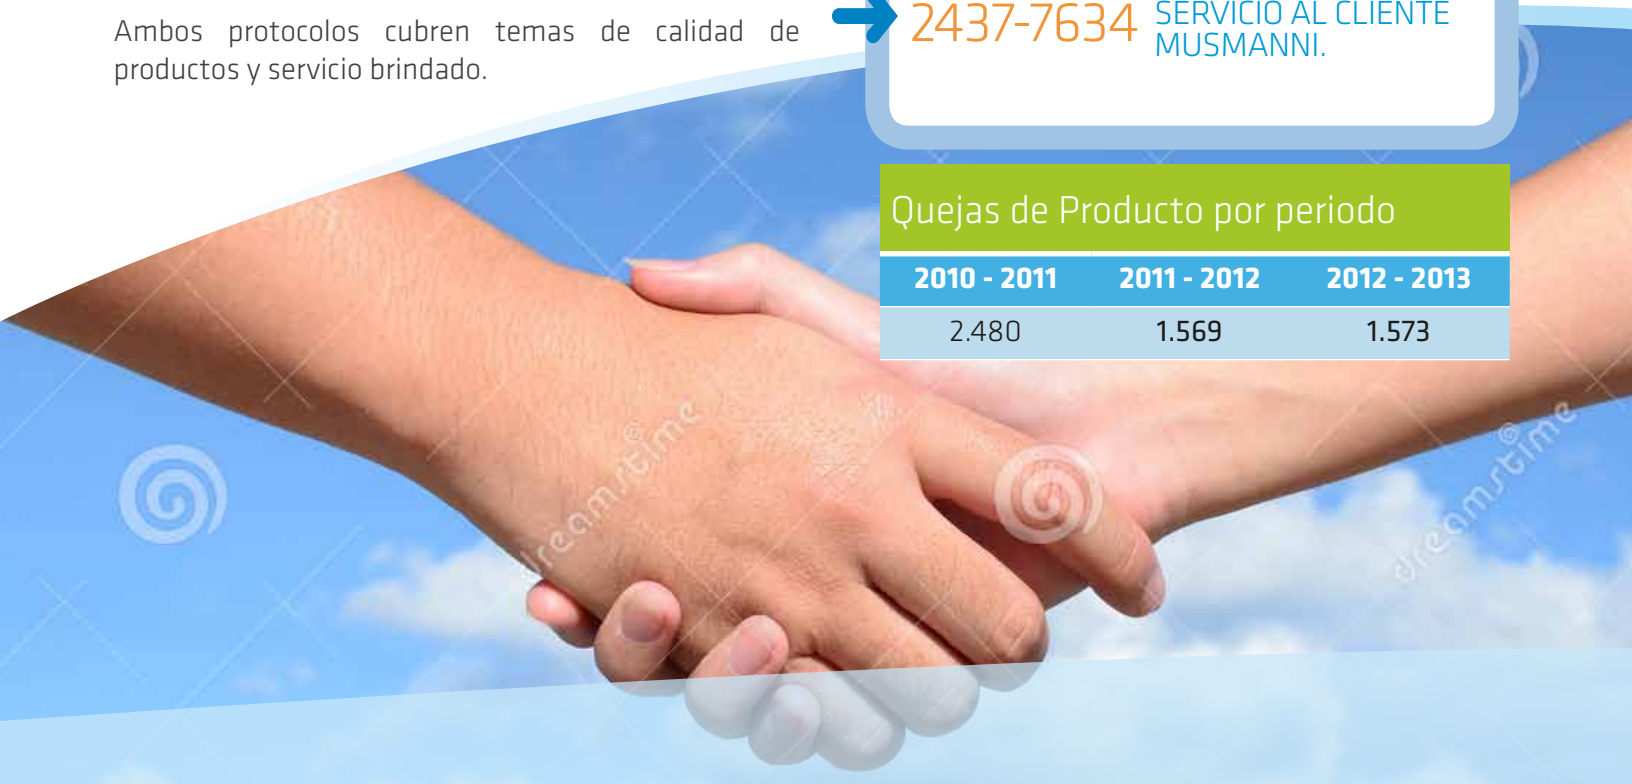 Ambos protocolos cubren temas de calidad de
productos y servicio brindado.
2437-7634 SERVICIO AL CLIENTE
MUSMANNI.
Quejas de Producto por periodo
2010 - 2011 2011 - 2012 2012 - 2013
2.480 1.569 1.573
dreamstime
dreamstime